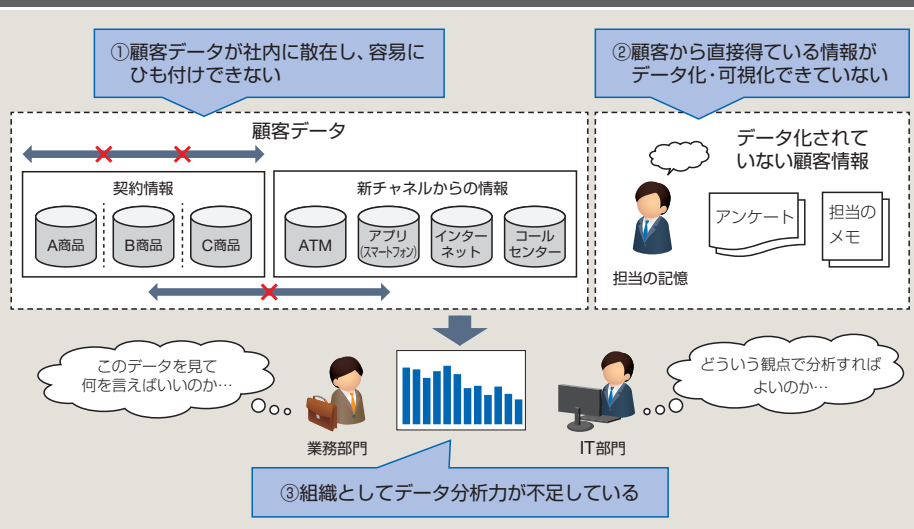 ①顧客データが社内に散在し、容易に
ひも付けできない
②顧客から直接得ている情報が
データ化・可視化できていない
顧客データ
契約情報
A商品
B商品
C商品
新チャネルからの情報
ATM
アプリ
(スマートフォン)
インター
ネット
コール
センター
データ化されて
いない顧客情報
担当の記憶
アンケート
担当の
メモ
このデータを見て
何を言えばいいのか…
業務部門
どういう観点で分析すれば
よいのか…
IT部門
③組織としてデータ分析力が不足している